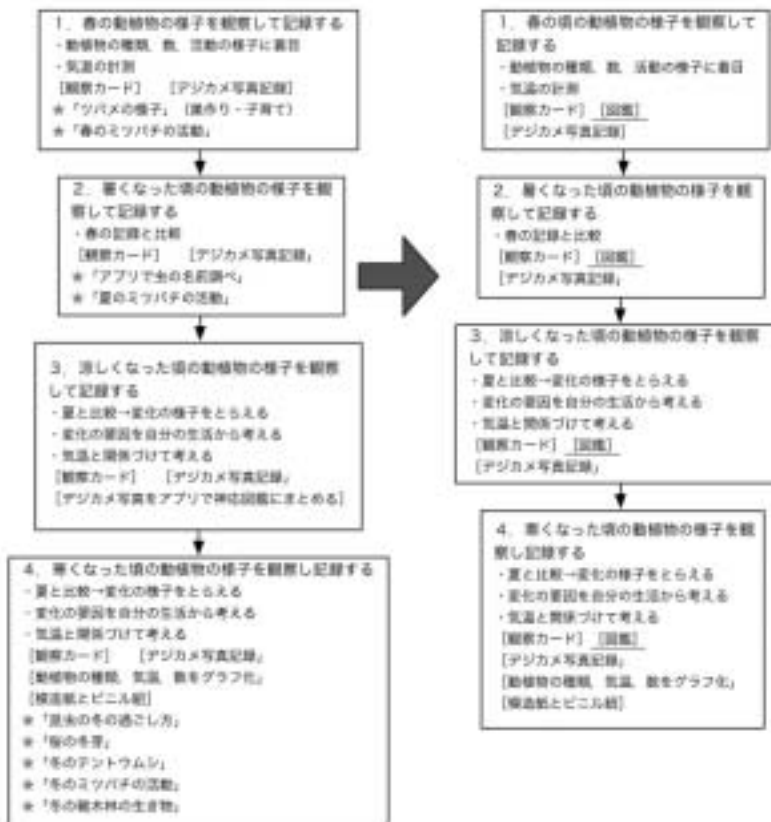 1．春の動植物の様子を観察して記録する
・動植物の種類、数、活動の様子に着目
・気温の計測
［観察カード］　［デジカメ写真記録］
★「ツバメの様子」（巣作り・子育て）
★「春のミツバチの活動」
2．暑くなった頃の動植物の様子を観
察して記録する
・春の記録と比較
［観察カード］　［デジカメ写真記録」
★「アプリで虫の名前調べ」
★「夏のミツバチの活動」
3．涼しくなった頃の動植物の様子を観察
して記録する
・夏と比較→変化の様子をとらえる
・変化の要因を自分の生活から考える
・気温と関係づけて考える
［観察カード］　［デジカメ写真記録」
［デジカメ写真をアプリで神応図鑑にまとめる］
4．寒くなった頃の動植物の様子を観察し記録する
・夏と比較→変化の様子をとらえる
・変化の要因を自分の生活から考える
・気温と関係づけて考える
［観察カード］　［デジカメ写真記録」
［動植物の種類、気温、数をグラフ化」
［模造紙とビニル紐］
★「昆虫の冬の過ごし方」
★「桜の冬芽」
★「冬のテントウムシ」
★「冬のミツバチの活動」
★「冬の雑木林の生き物」
1．春の頃の動植物の様子を観察して
記録する
・動植物の種類、数、活動の様子に着目
・気温の計測
［観察カード］［図鑑］
［デジカメ写真記録］
2．暑くなった頃の動植物の様子を観
察して記録する
・春の記録と比較
［観察カード］［図鑑］
［デジカメ写真記録」
3．涼しくなった頃の動植物の様子を観察
して記録する
・夏と比較→変化の様子をとらえる
・変化の要因を自分の生活から考える
・気温と関係づけて考える
［観察カード］［図鑑］
［デジカメ写真記録」
4．寒くなった頃の動植物の様子を観
察し記録する
・夏と比較→変化の様子をとらえる
・変化の要因を自分の生活から考える
・気温と関係づけて考える
［観察カード］［図鑑］
［デジカメ写真記録」
［動植物の種類、気温、数をグラフ化」
［模造紙とビニル紐］